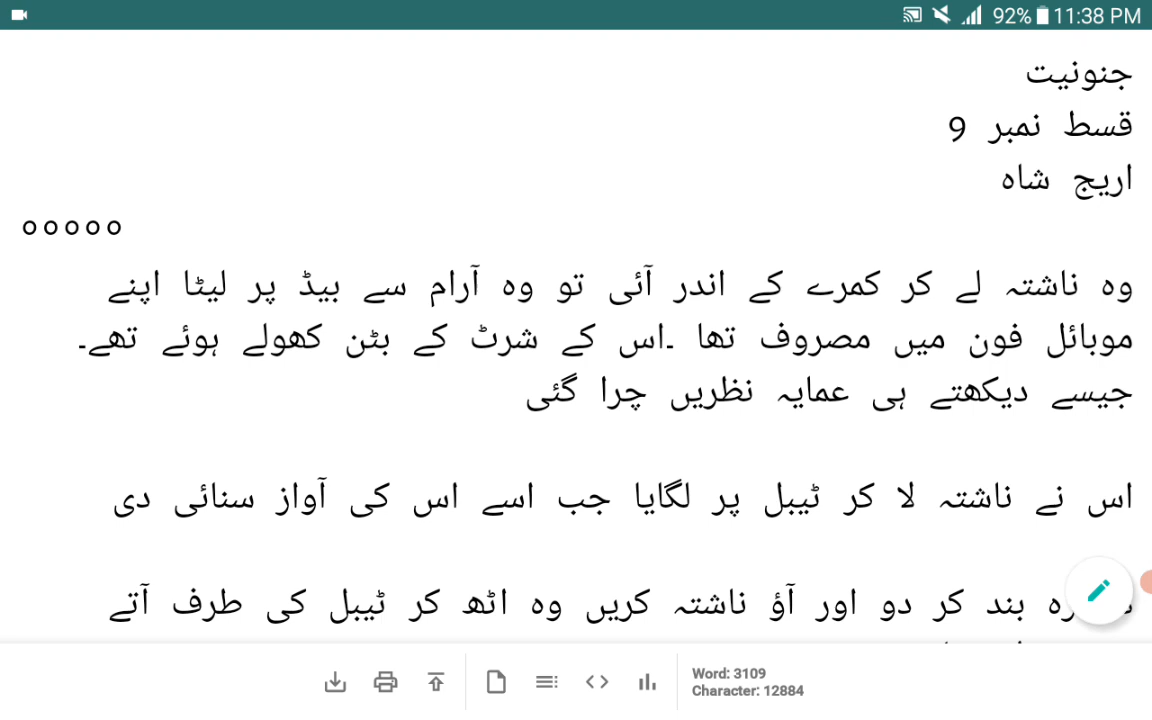 92% 11:38 PM
جنونیت
قسط نمبر 9
اریج شاہ
ooooo
وہ ناشتہ لے کر کمرے کے اندر آئی تو وہ آرام سے بیڈ پر لیٹا اپنے
موبائل فون میں مصروف تھا ۔اس کے شرٹ کے بٹن کھولے ہوئے تھے۔
جیسے دیکھتے ہی عمایہ نظریں چرا گئی
اس نے ناشتہ لا کر ٹیبل پر لگایا جب اسے اس کی آواز سنائی دی
بند کر دو اور آؤ ناشتہ کریں وہ اٹھ کر ٹیبل کی طرف آتے
Word: 3109
Character: 12884